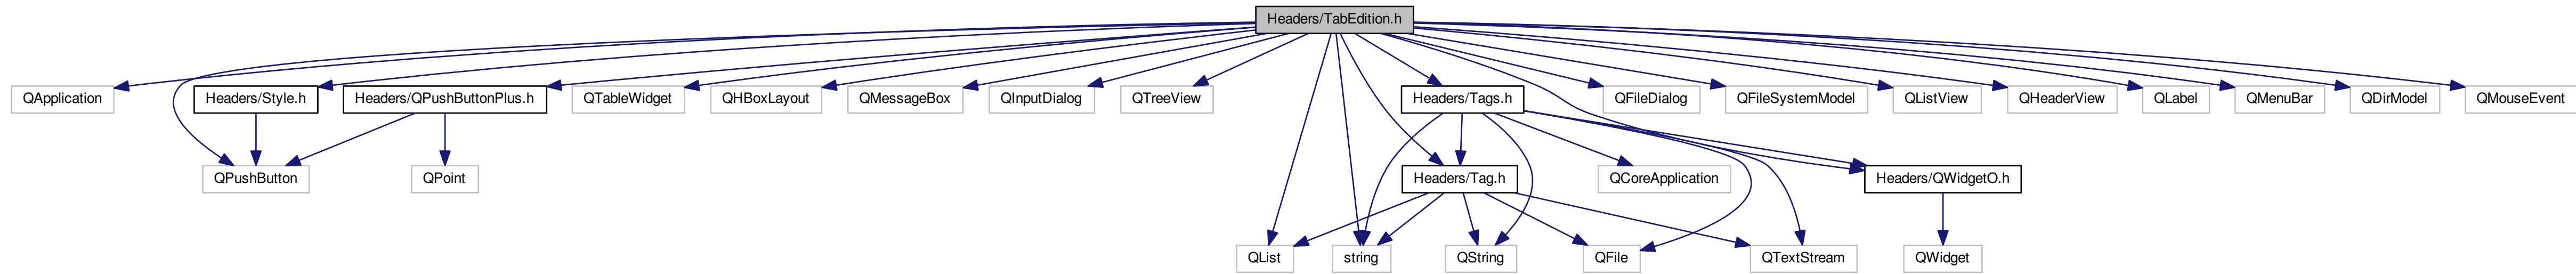 Headers/TabEdition.h
QApplication
Headers/Style.h
Headers/QPushButtonPlus.h
QTableWidget
QHBoxLayout
QMessageBox
QInputDialog
QTreeView
Headers/Tags.h
QFileDialog
QFileSystemModel
QListView
QHeaderView
QLabel
QMenuBar
QDirModel
QMouseEvent
QPushButton
QPoint
Headers/Tag.h
QCoreApplication
Headers/QWidgetO.h
QList
string
QString
QFile
QTextStream
QWidget